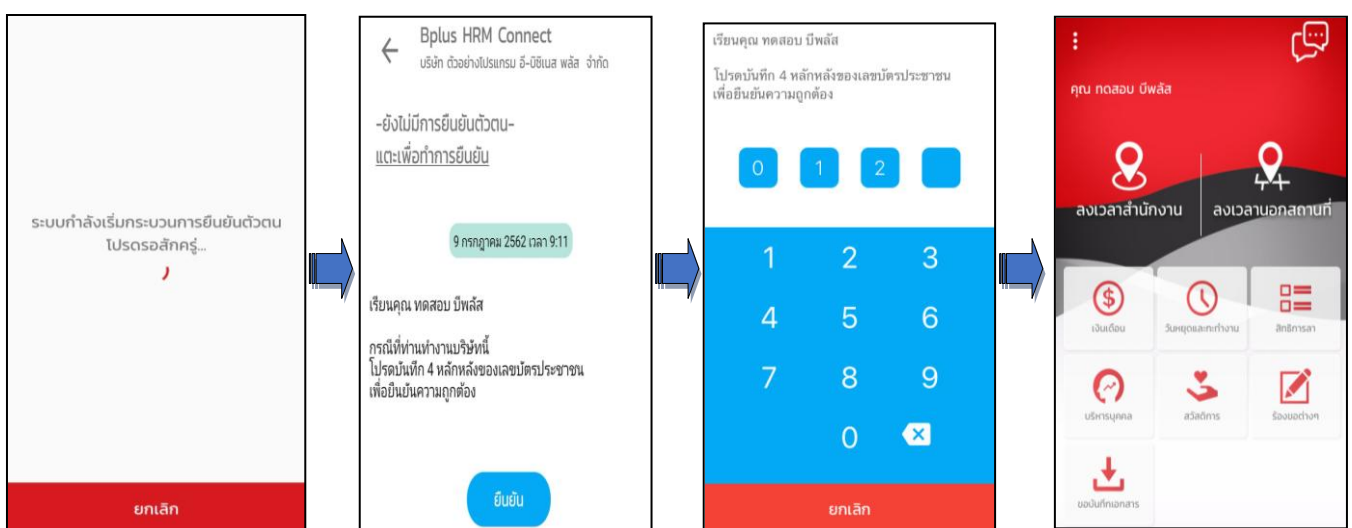 ระบบกำลังเริ่มกระบวนการยืนยันตัวตน
โปรดรอสักครู่...
ยกเลิก
Bplus HRM Connect
บริษัท ตัวอย่างโปรแกรม อี-บิซิเนส พลัส จำกัด
-ยังไม่มีการยืนยันตัวตน-
แตะเพื่อทำการยืนยัน
9 กรกฎาคม 2562 เวลา 9:11
เรียนคุณ ทดสอบ บีพลัส
กรณีที่ท่านทำงานบริษัทนี้
โปรดบันทึก 4 หลักหลังของเลขบัตรประชาชน
เพื่อยืนยันความถูกต้อง
ยืนยัน
เรียนคุณ ทดสอบ บีพลัส
โปรดบันทึก 4 หลักหลังของเลขบัตรประชาชน
เพื่อยืนยันความถูกต้อง
0 1 2
1 2 3
4 5 6
7 8 9
0
ยกเลิก
คุณ ทดสอบ บีพลัส
ลงเวลาสำนักงาน ลงเวลานอกสถานที่
เงินเดือน วันหยุดและกะทำงาน สิทธิการลา
บริหารบุคคล สวัสดิการ ร้องขอต่างๆ
ขอบันทึกเอกสาร